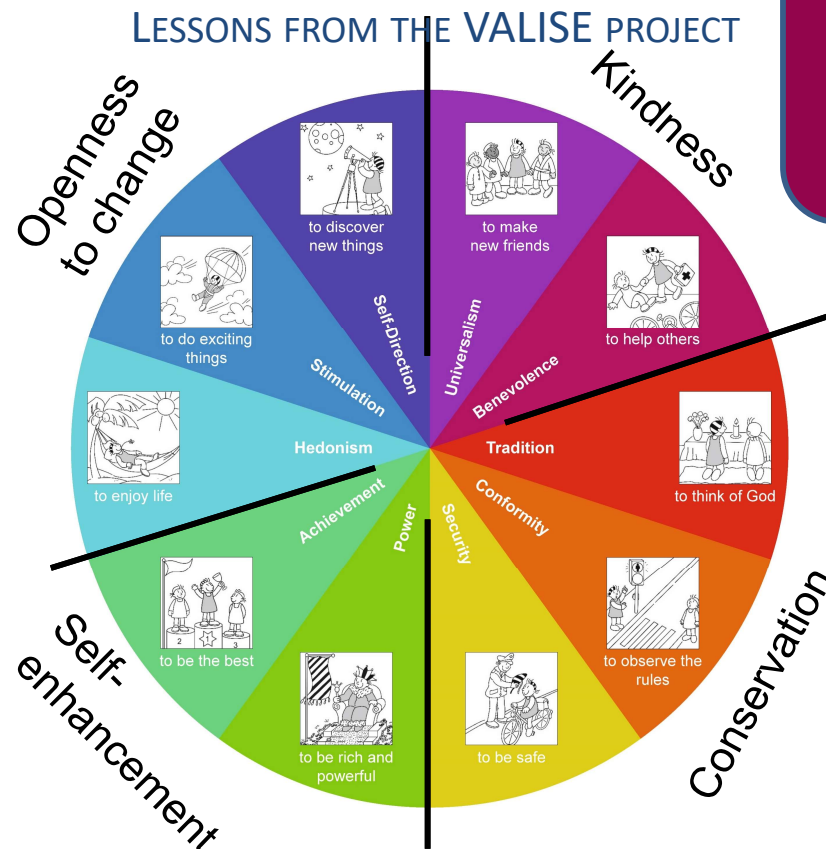 LESSONS FROM THE VALISE PROJECT
Openness
to change
Kindness
to discover
new things
to make
new friends
to do exciting
things
to help others
Self-Direction
Universalism
Stimulation
Benevolence
to enjoy life
Hedonism
Tradition
to think of God
Achievement
Power
Security
Conformity
2
1
3
to be the best
to observe the
rules
to be rich and
powerful
to be safe
Self-
enhancement
Conservation